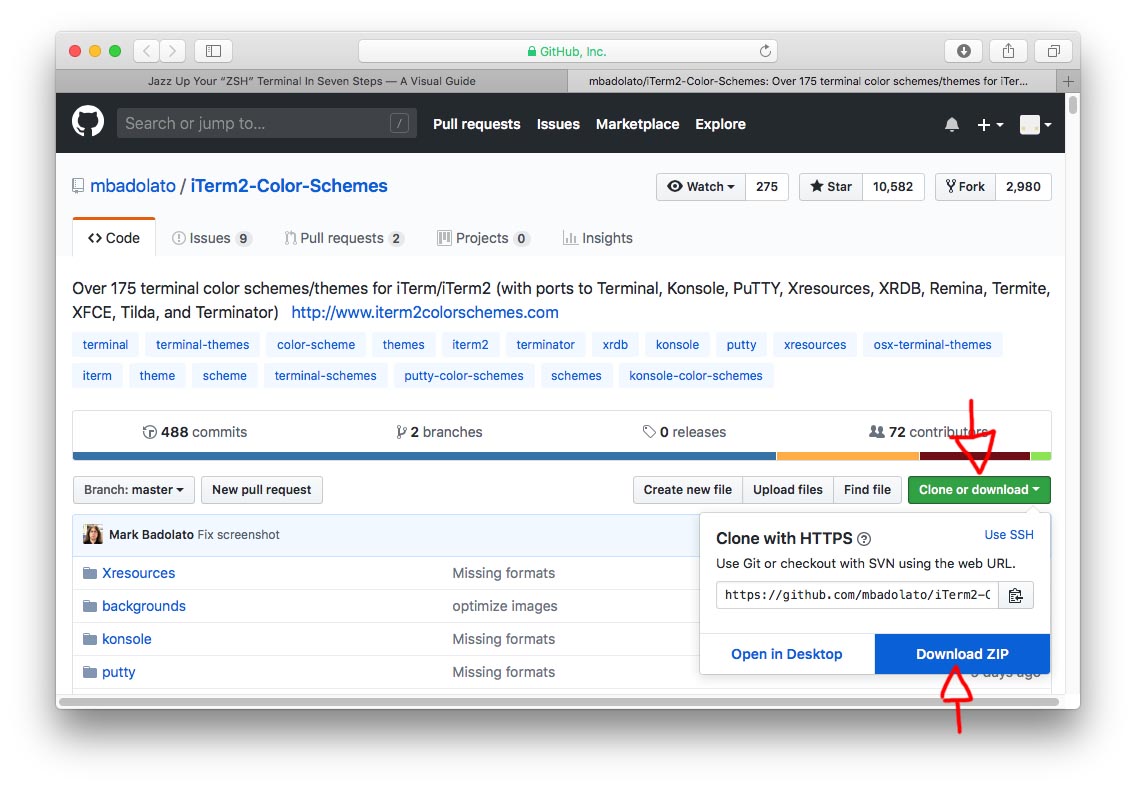 GitHub, Inc.
Jazz Up Your “ZSH” Terminal In Seven Steps — A Visual Guide
mbadolato/iTerm2-Color-Schemes: Over 175 terminal color schemes/themes for iTer...
Search or jump to... /
Pull requests Issues Marketplace Explore
mbadolato / iTerm2-Color-Schemes
Watch 275 Star 10,582 Fork 2,980
Code Issues 9 Pull requests 2 Projects 0 Insights
Over 175 terminal color schemes/themes for iTerm/iTerm2 (with ports to Terminal, Konsole, PuTTY, Xresources, XRDB, Remina, Termite,
XFCE, Tilda, and Terminator) http://www.iterm2colorschemes.com
terminal terminal-themes color-scheme themes iterm2 terminator xrdb konsole putty xresources osx-terminal-themes
iterm theme scheme terminal-schemes putty-color-schemes schemes konsole-color-schemes
488 commits 2 branches 0 releases 72 contributors
Branch: master New pull request Create new file Upload files Find file Clone or download
Mark Badolato Fix screenshot
Clone with HTTPS Use SSH
Use Git or checkout with SVN using the web URL.
https://github.com/mbadolato/iTerm2-C
Open in Desktop Download ZIP
Xresources Missing formats
backgrounds optimize images
konsole Missing formats
putty Missing formats days ago